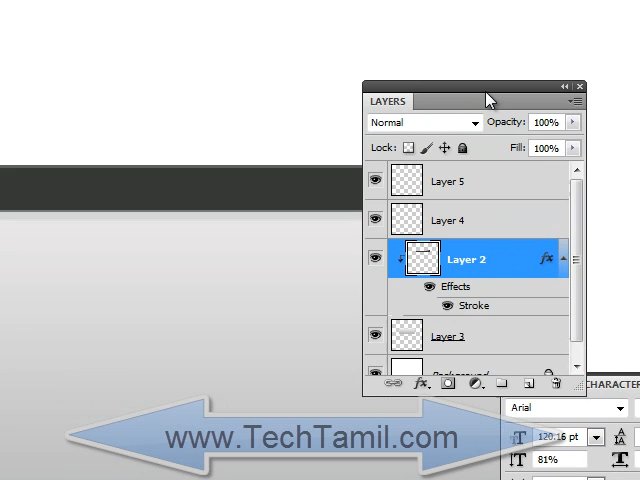 LAYERS
Normal Opacity: 100%
Lock: Fill: 100%
Layer 5
Layer 4
Layer 2 fx
Effects
Stroke
Layer 3
Background
fx
CHARACTER
Arial
www.TechTamil.com
120.16 pt
81%